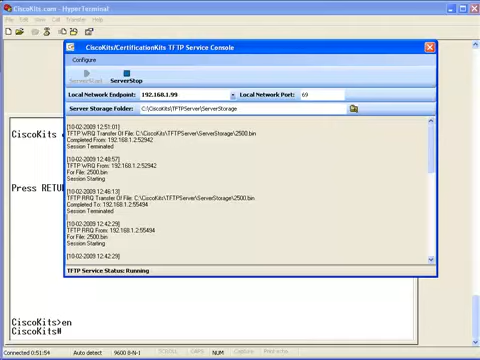 CiscoKits.com - HyperTerminal
File Edit View Call Transfer Help
CiscoKits/CertificationKits TFTP Service Console
Configure
ServerStart ServerStop
Local Network Endpoint: 192.168.1.99 Local Network Port: 69
Server Storage Folder: C:\CiscoKits\TFTPServer\ServerStorage
[10-02-2009 12:51:01]
TFTP WRQ Transfer Of File: C:\CiscoKits\TFTPServer\ServerStorage\2500.bin
Completed From: 192.168.1.2:52942
Session Terminated
[10-02-2009 12:48:57]
TFTP WRQ From: 192.168.1.2:52942
For File: 2500.bin
Session Starting
[10-02-2009 12:46:13]
TFTP RRQ Transfer Of File: C:\CiscoKits\TFTPServer\ServerStorage\2500.bin
Completed To: 192.168.1.2:55494
Session Terminated
[10-02-2009 12:42:29]
TFTP RRQ From: 192.168.1.2:55494
For File: 2500.bin
Session Starting
[10-02-2009 12:42:29]
TFTP Service Status: Running
CiscoKits
Press RETU
CiscoKits>en
CiscoKits#
Connected 0:51:54 Auto detect 9600 8-N-1 SCROLL CAPS NUM Capture Print echo